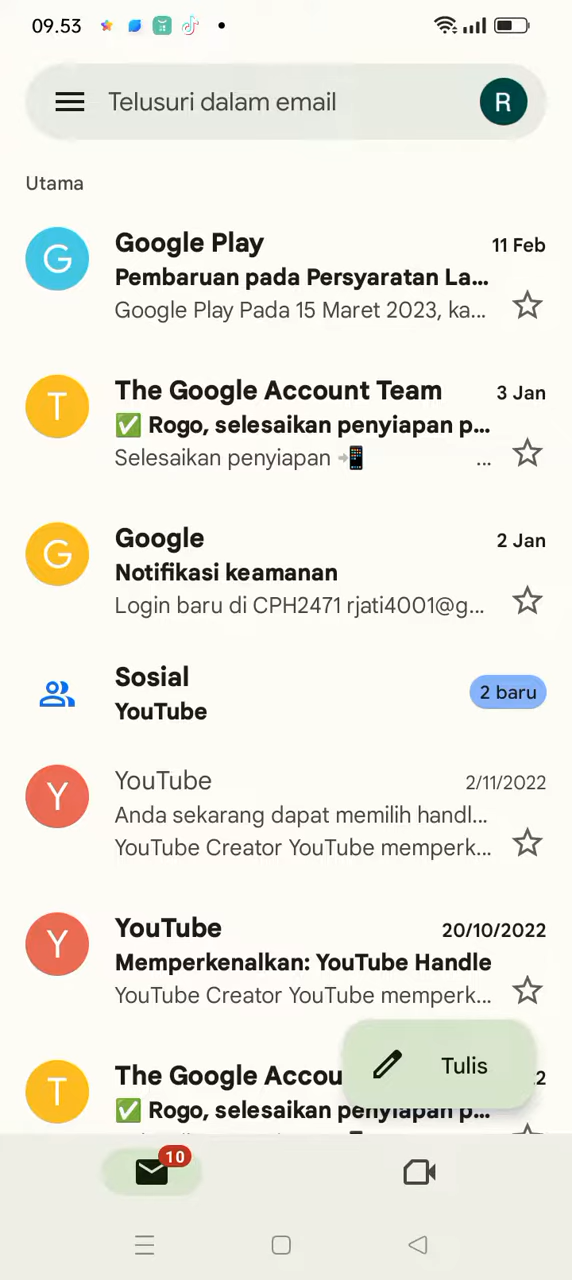 09.53
Telusuri dalam email
R
Utama
G
Google Play
11 Feb
Pembaruan pada Persyaratan La...
Google Play Pada 15 Maret 2023, ka...
T
The Google Account Team
3 Jan
✅ Rogo, selesaikan penyiapan p...
Selesaikan penyiapan 📲 ...
G
Google
2 Jan
Notifikasi keamanan
Login baru di CPH2471 rjati4001@g...
Sosial
2 baru
YouTube
Y
YouTube
2/11/2022
Anda sekarang dapat memilih handl...
YouTube Creator YouTube memperk...
Y
YouTube
20/10/2022
Memperkenalkan: YouTube Handle
YouTube Creator YouTube memperk...
Tulis
T
The Google Accou
2
✅ Rogo, selesaikan penyiapan p...
10